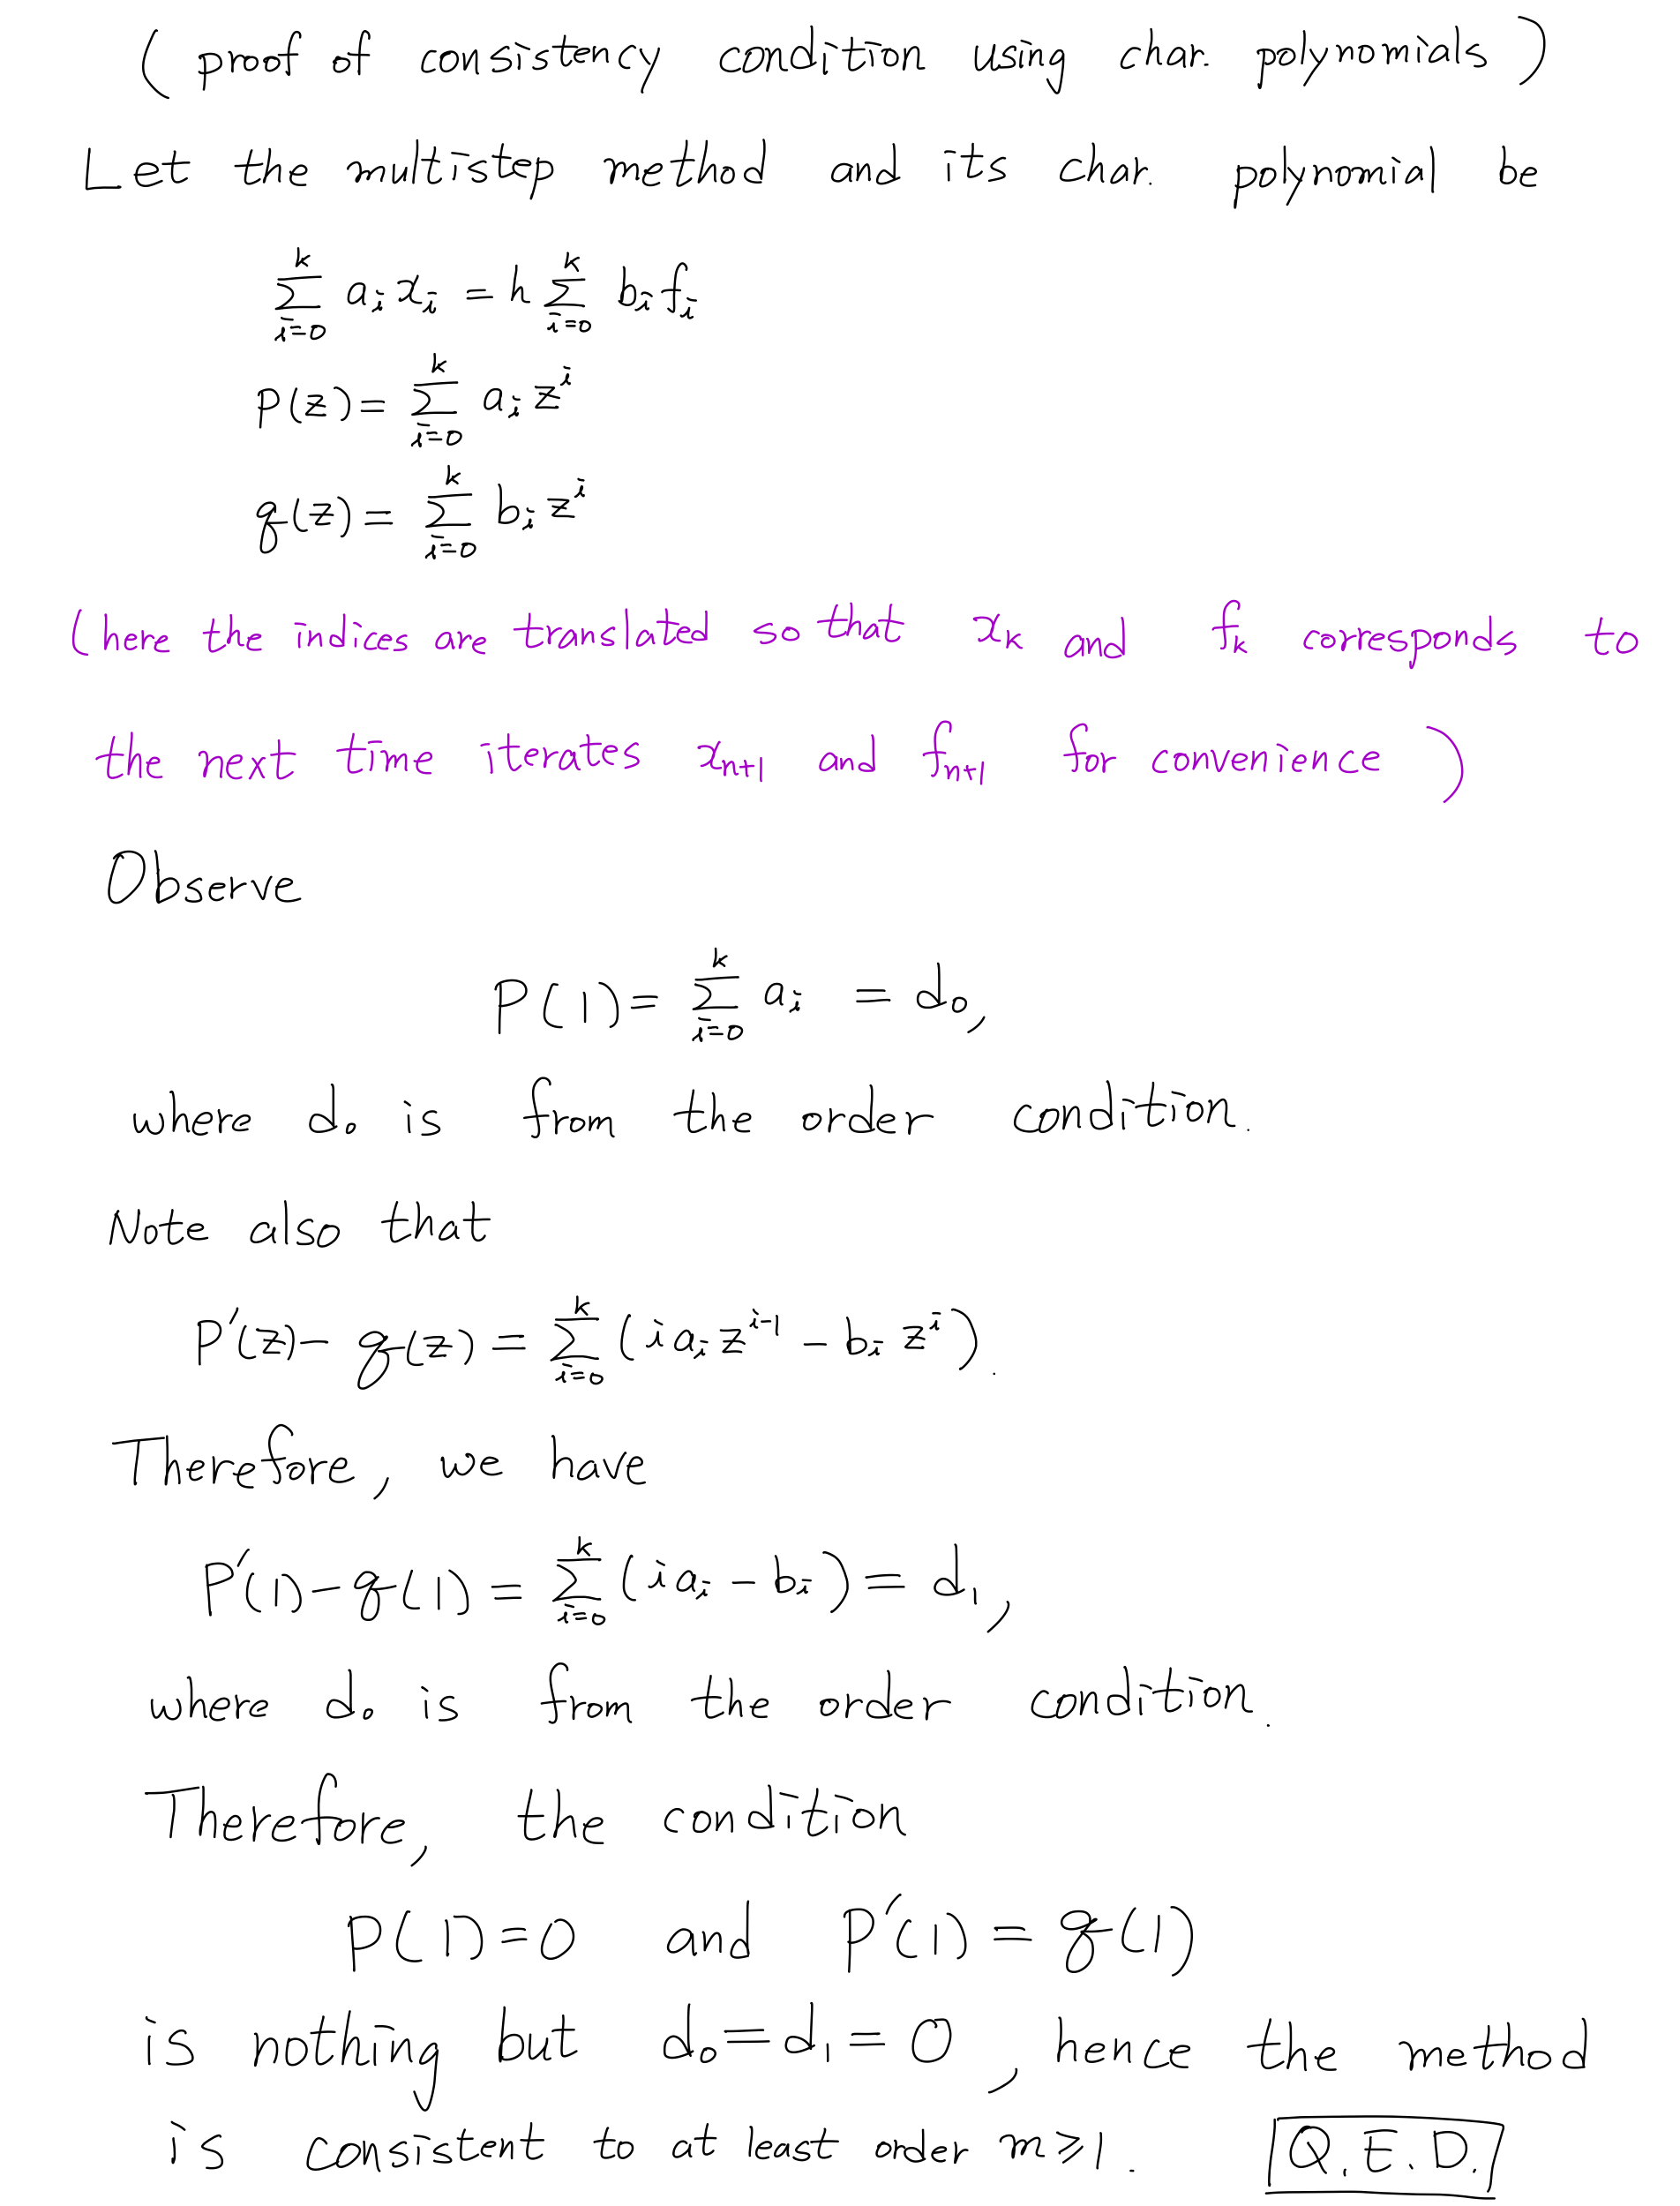 ( proof of consistency condition using char. polynomials )
Let the multistep method and its char. polynomial be
\sum_{i=0}^{k} a_i x_i = h \sum_{i=0}^{k} b_i f_i
p(z) = \sum_{i=0}^{k} a_i z^i
q(z) = \sum_{i=0}^{k} b_i z^i
(here the indices are translated so that x_k and f_k corresponds to
the next time iterates x_{n+1} and f_{n+1} for convenience )
Observe
P(1) = \sum_{i=0}^{k} a_i = d_0,
where d_0 is from the order condition.
Note also that
P'(z) - q(z) = \sum_{i=0}^{k} (i a_i z^{i-1} - b_i z^i).
Therefore, we have
P'(1) - q(1) = \sum_{i=0}^{k} (i a_i - b_i) = d_1,
where d_0 is from the order condition.
Therefore, the condition
P(1) = 0 and P'(1) = q(1)
is nothing but d_0 = d_1 = 0, hence the method
is consistent to at least order m ⩾ 1. Q.E.D.